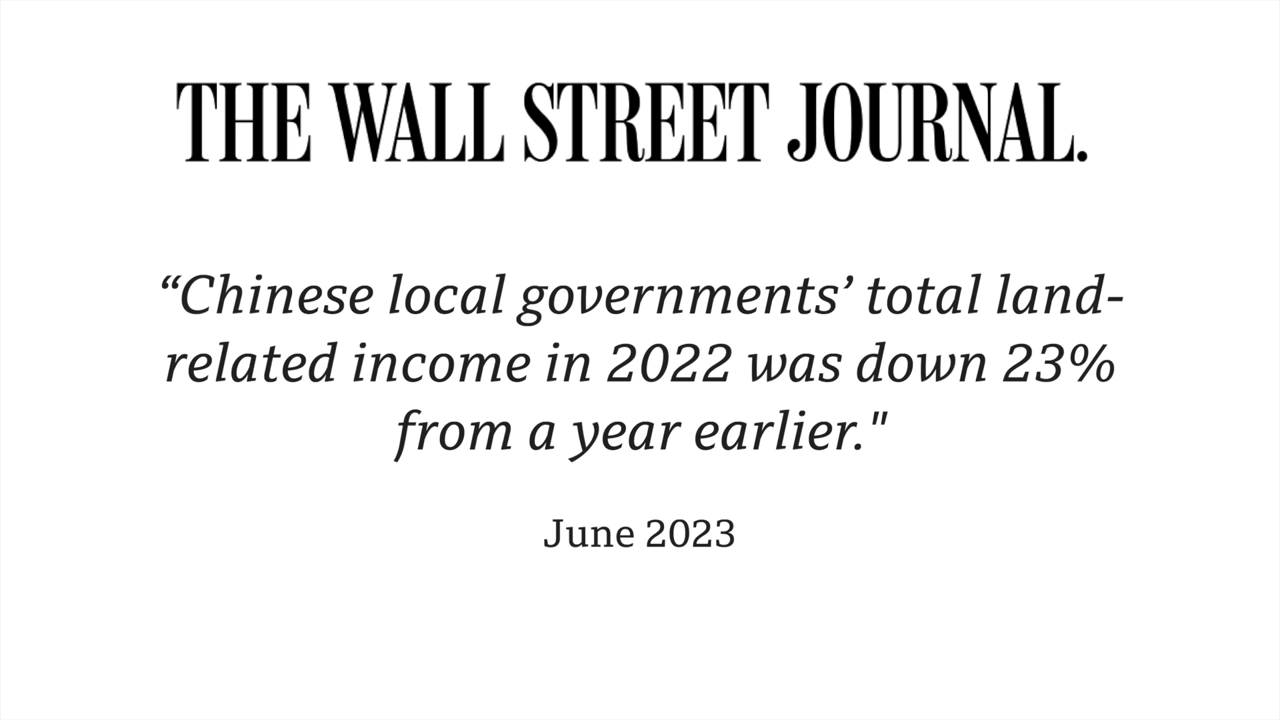 THE WALL STREET JOURNAL.
“Chinese local governments’ total land-
related income in 2022 was down 23%
from a year earlier."
June 2023